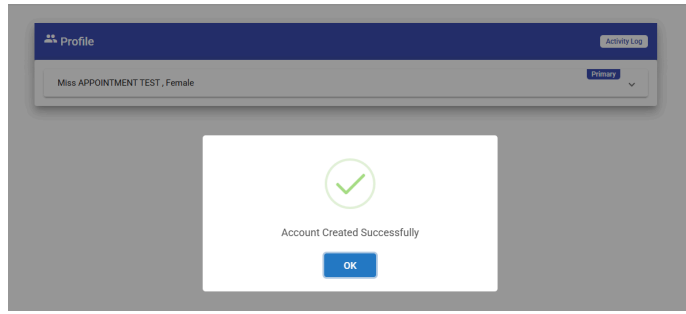 Profile
Activity Log
Primary
Miss APPOINTMENT TEST , Female
Account Created Successfully
OK